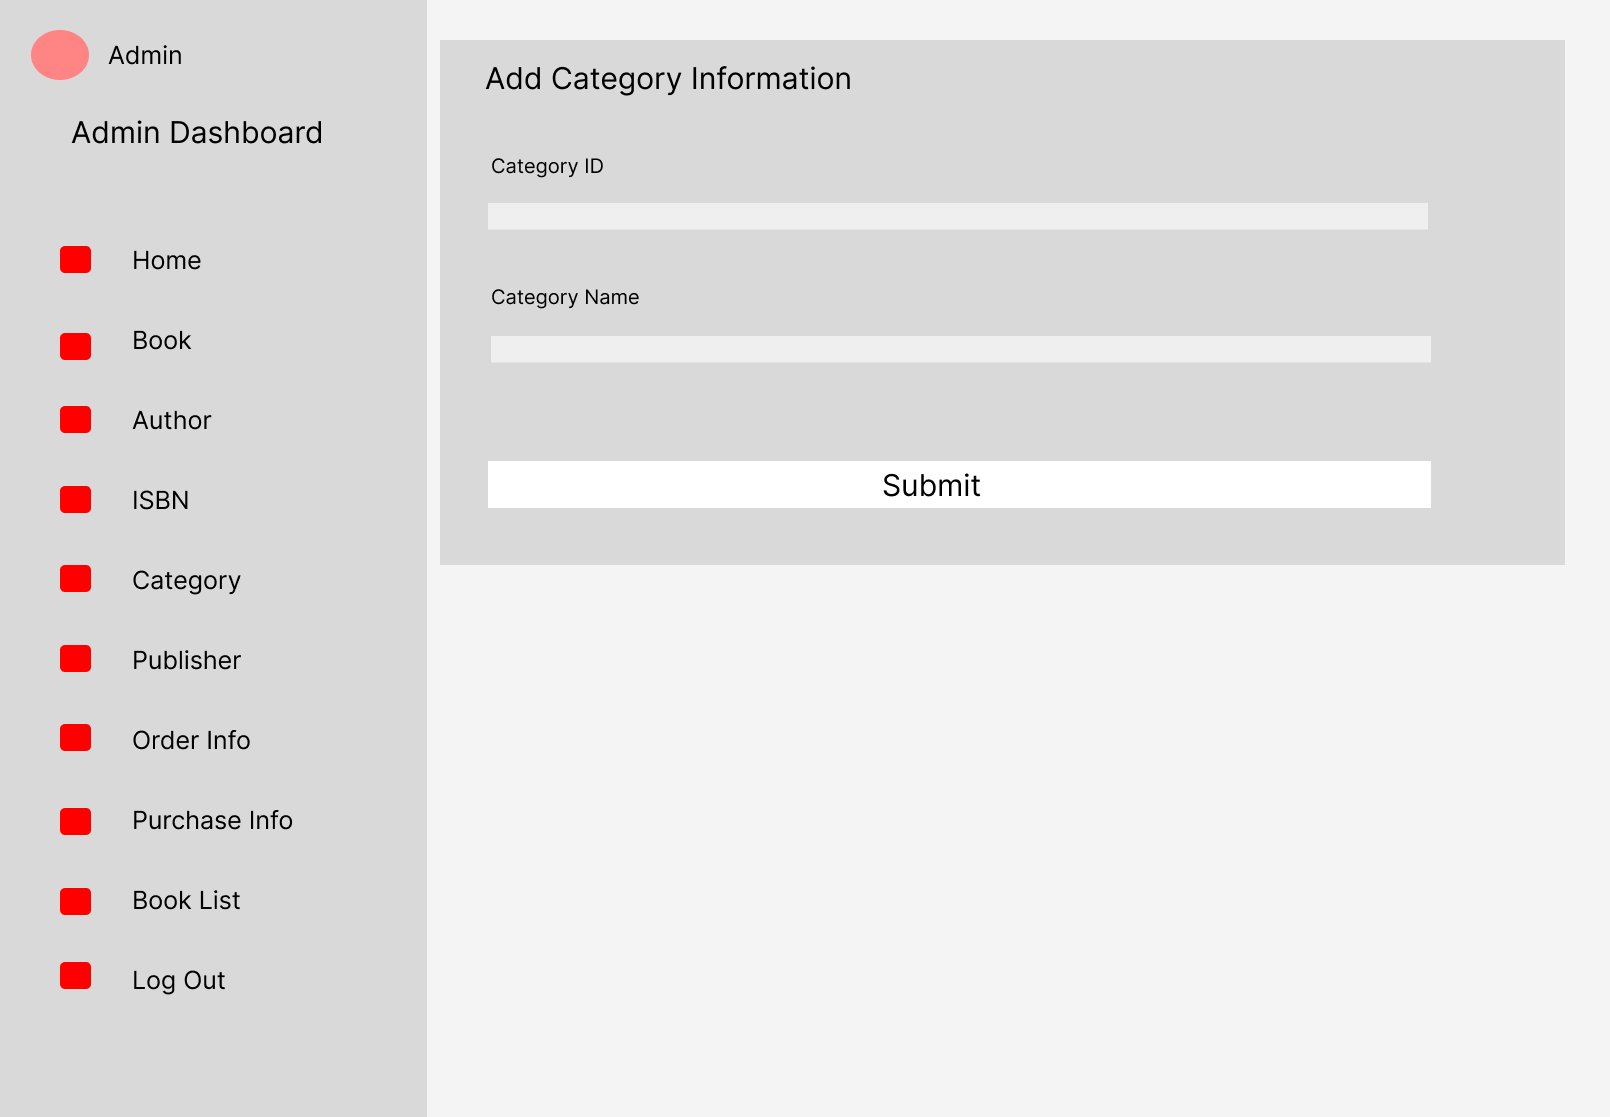 Admin
Admin Dashboard
Home
Book
Author
ISBN
Category
Publisher
Order Info
Purchase Info
Book List
Log Out
Add Category Information
Category ID
Category Name
Submit